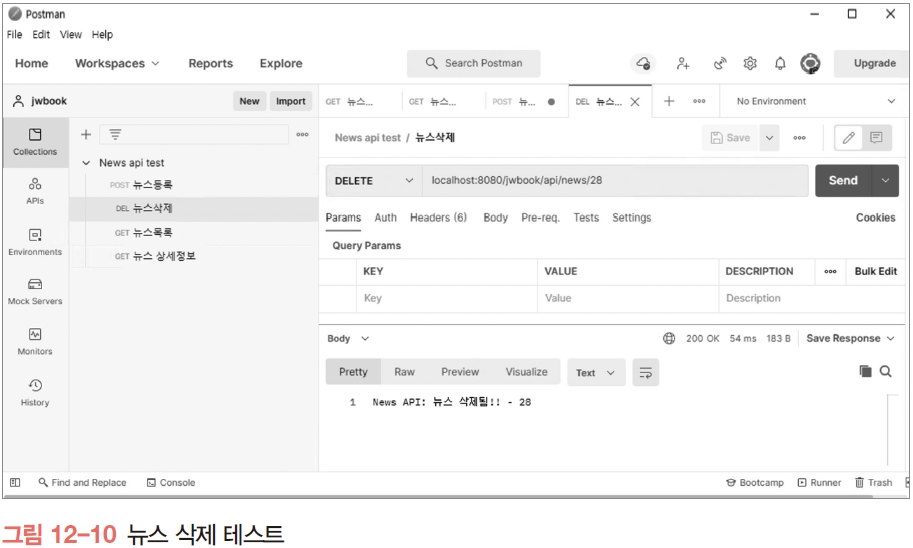 Postman
File Edit View Help
Home Workspaces Reports Explore Search Postman Upgrade
jwbook New Import
GET 뉴스... GET 뉴스... POST 뉴... DEL 뉴스... No Environment
Collections
APIs
Environments
Mock Servers
Monitors
History
News api test
POST 뉴스등록
DEL 뉴스삭제
GET 뉴스목록
GET 뉴스 상세정보
News api test / 뉴스삭제 Save
DELETE localhost:8080/jwbook/api/news/28 Send
Params Auth Headers (6) Body Pre-req. Tests Settings Cookies
Query Params
KEY VALUE DESCRIPTION Bulk Edit
Key Value Description
Body 200 OK 54 ms 183 B Save Response
Pretty Raw Preview Visualize Text
1 News API: 뉴스 삭제됨!! - 28
Find and Replace Console Bootcamp Runner Trash
그림 12-10 뉴스 삭제 테스트